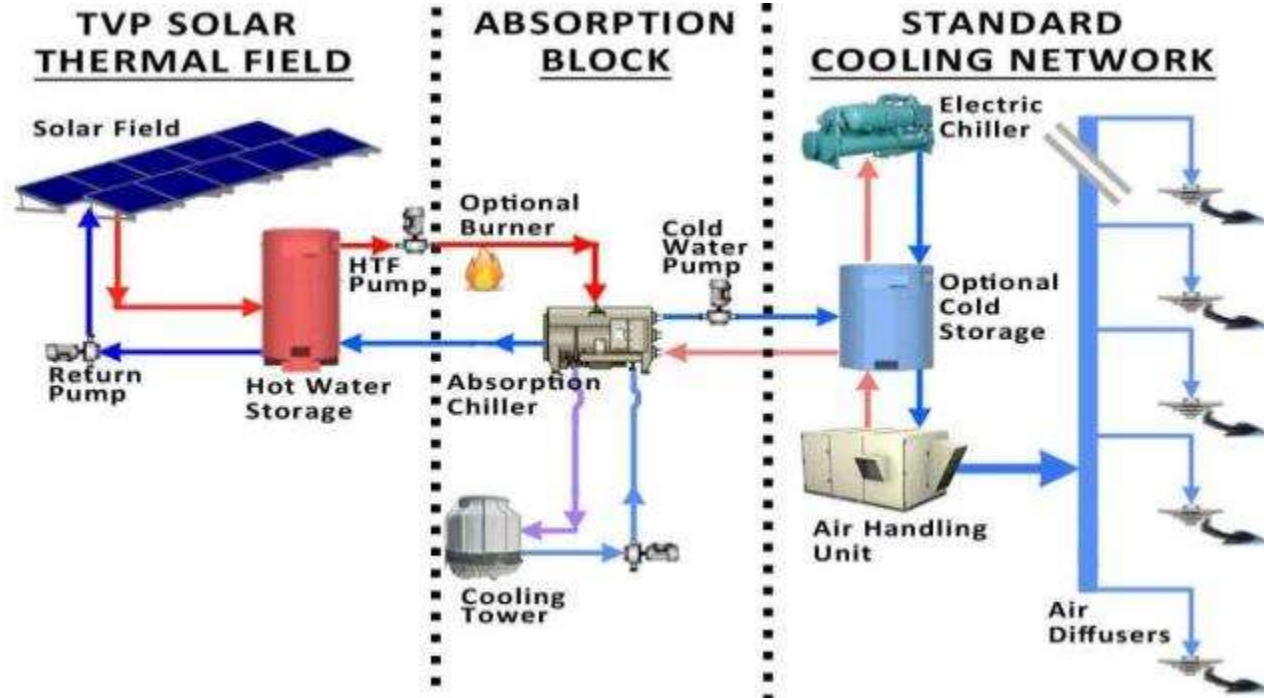 TVP SOLAR
THERMAL FIELD
ABSORPTION
BLOCK
STANDARD
COOLING NETWORK
Solar Field
HTF
Pump
Return
Pump
Hot Water
Storage
Optional
Burner
Absorption
Chiller
Cold
Water
Pump
Cooling
Tower
Electric
Chiller
Optional
Cold
Storage
Air Handling
Unit
Air
Diffusers